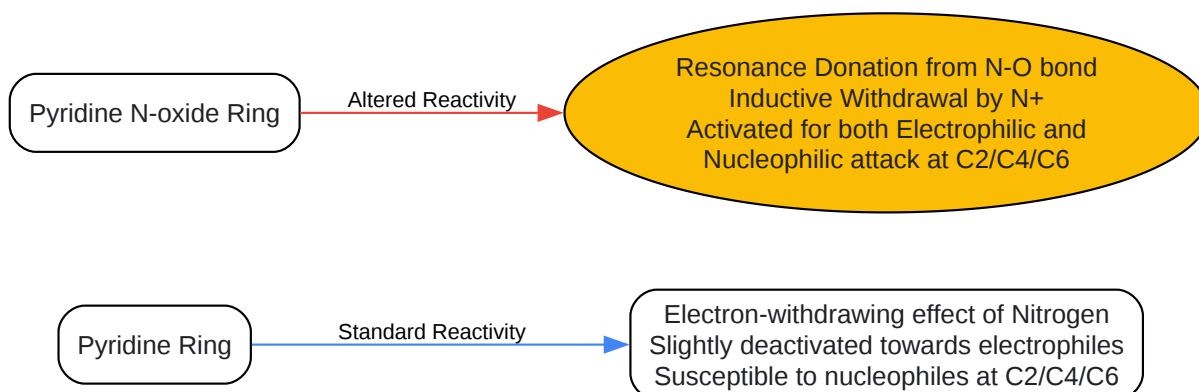 Pyridine N-oxide Ring
Altered Reactivity
Resonance Donation from N-O bond
Inductive Withdrawal by N+
Activated for both Electrophilic and
Nucleophilic attack at C2/C4/C6
Pyridine Ring
Standard Reactivity
Electron-withdrawing effect of Nitrogen
Slightly deactivated towards electrophiles
Susceptible to nucleophiles at C2/C4/C6